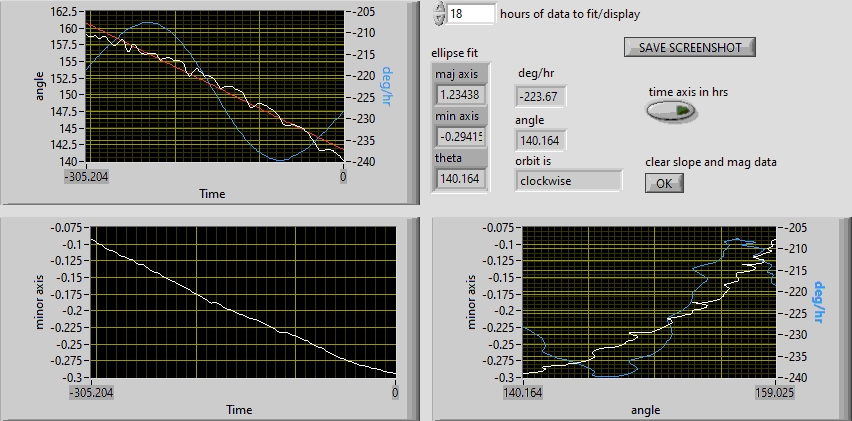 18 hours of data to fit/display
SAVE SCREENSHOT
ellipse fit
maj axis
1.23438
min axis
-0.29415
theta
140.164
deg/hr
-223.67
angle
140.164
orbit is
clockwise
time axis in hrs
clear slope and mag data
OK
angle
162.5
160
157.5
155
152.5
150
147.5
145
142.5
140
-205
-210
-215
-220
-225
-230
-235
-240
deg/hr
-305.204
0
Time
minor axis
-0.075
-0.1
-0.125
-0.15
-0.175
-0.2
-0.225
-0.25
-0.275
-0.3
-305.204
0
Time
minor axis
-0.075
-0.1
-0.125
-0.15
-0.175
-0.2
-0.225
-0.25
-0.275
-0.3
-205
-210
-215
-220
-225
-230
-235
-240
deg/hr
140.164
159.025
angle